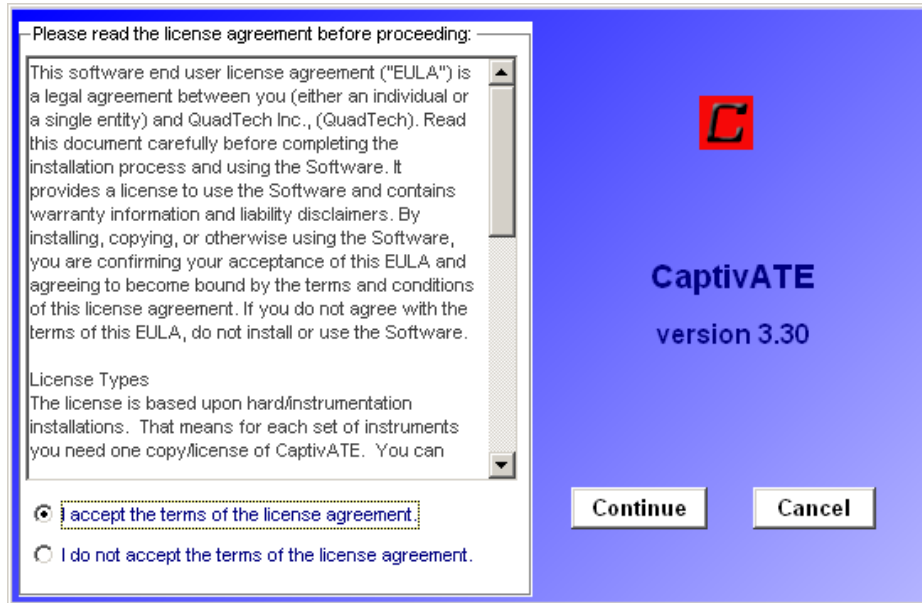 Please read the license agreement before proceeding:
This software end user license agreement ("EULA") is
a legal agreement between you (either an individual or
a single entity) and QuadTech Inc., (QuadTech). Read
this document carefully before completing the
installation process and using the Software. It
provides a license to use the Software and contains
warranty information and liability disclaimers. By
installing, copying, or otherwise using the Software,
you are confirming your acceptance of this EULA and
agreeing to become bound by the terms and conditions
of this license agreement. If you do not agree with the
terms of this EULA, do not install or use the Software.
License Types
The license is based upon hard/instrumentation
installations.  That means for each set of instruments
you need one copy/license of CaptivATE.  You can
I accept the terms of the license agreement.
I do not accept the terms of the license agreement.
C
CaptivATE
version 3.30
Continue
Cancel